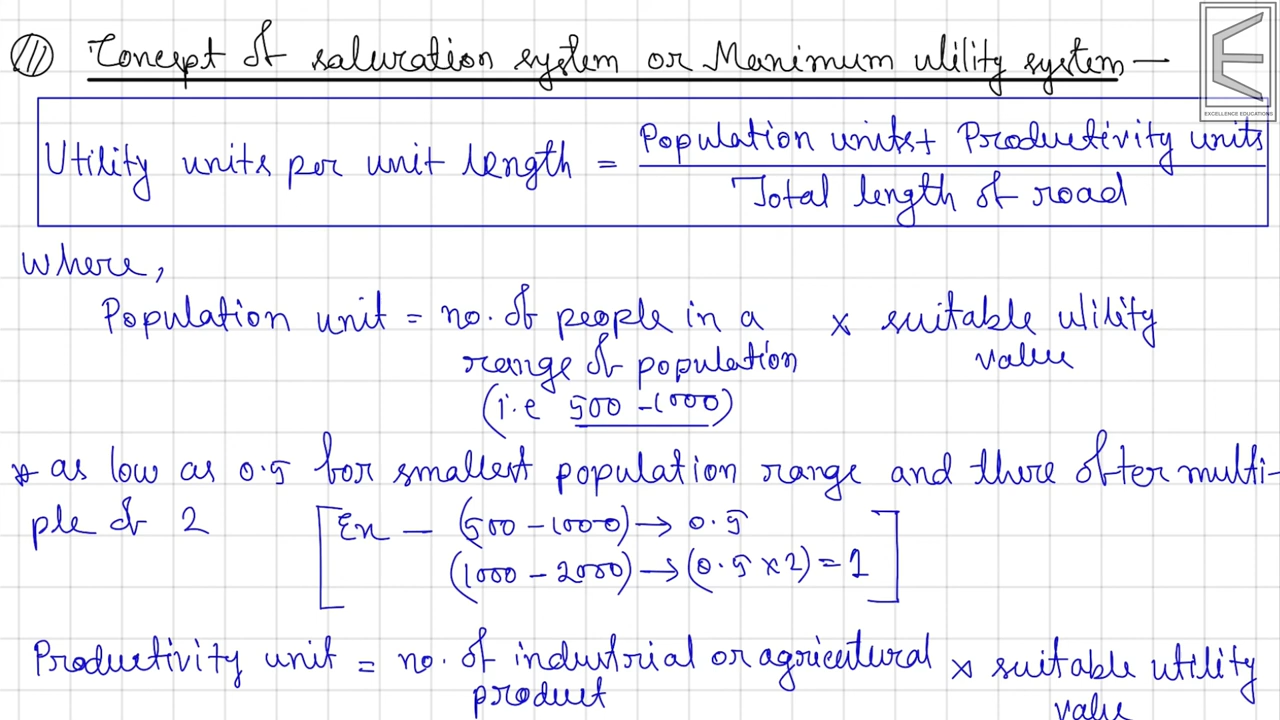 (11) Concept of saturation system or Maximum utility system —
EXCELLENCE EDUCATIONS
Utility units per unit length = Population units + Productivity units
Total length of road
where,
Population unit = no. of people in a × suitable utility
range of population value
(i.e 500 - 1000)
* as low as 0.5 for smallest population range and there after multi-
ple of 2 [Ex — (500 - 1000) → 0.5
(1000 - 2000) → (0.5 × 2) = 1]
Productivity unit = no. of industrial or agricultural × suitable utility
product value